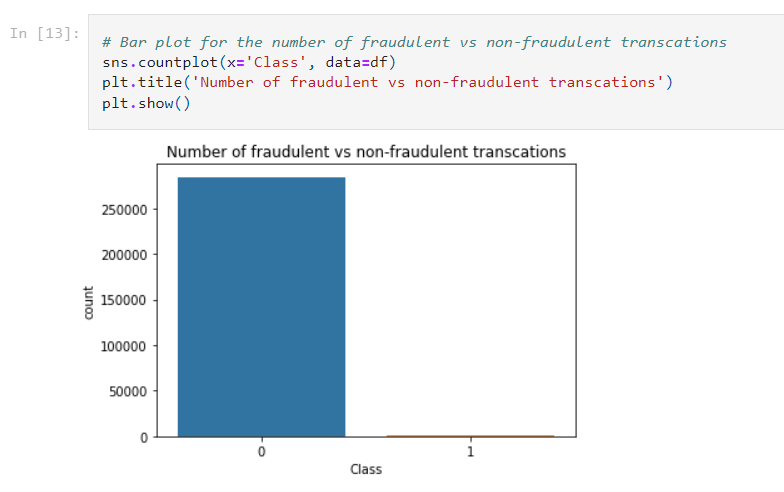 In [13]:
# Bar plot for the number of fraudulent vs non-fraudulent transcations
sns.countplot(x='Class', data=df)
plt.title('Number of fraudulent vs non-fraudulent transcations')
plt.show()
Number of fraudulent vs non-fraudulent transcations
250000
200000
150000
100000
50000
0
count
0 1
Class